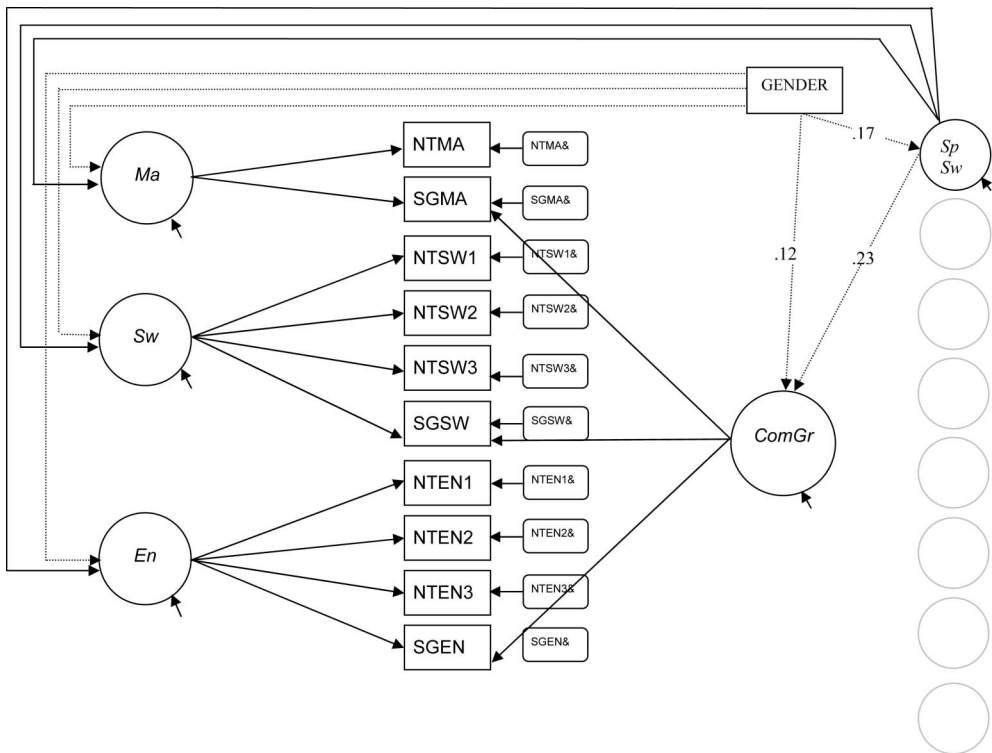 GENDER
.17
Sp
Sw
NTMA
NTMA&
Ma
SGMA
SGMA&
NTSW1
NTSW1&
.12
.23
NTSW2
NTSW2&
Sw
NTSW3
NTSW3&
SGSW
SGSW&
ComGr
NTEN1
NTEN1&
NTEN2
NTEN2&
En
NTEN3
NTEN3&
SGEN
SGEN&